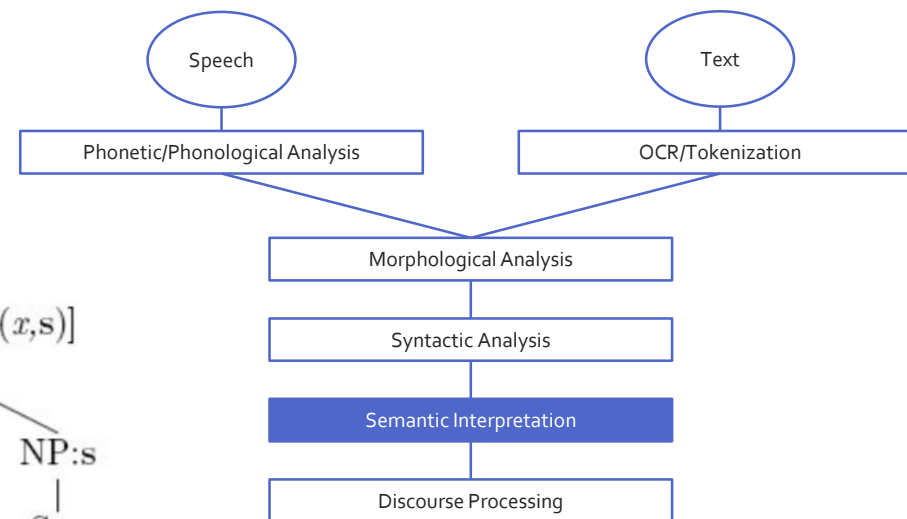 Speech
Text
Phonetic/Phonological Analysis
OCR/Tokenization
Morphological Analysis
(x,s)]
Syntactic Analysis
Semantic Interpretation
NP:s
Discourse Processing